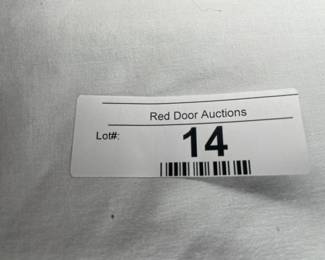 Red Door Auctions
Lot#: 14